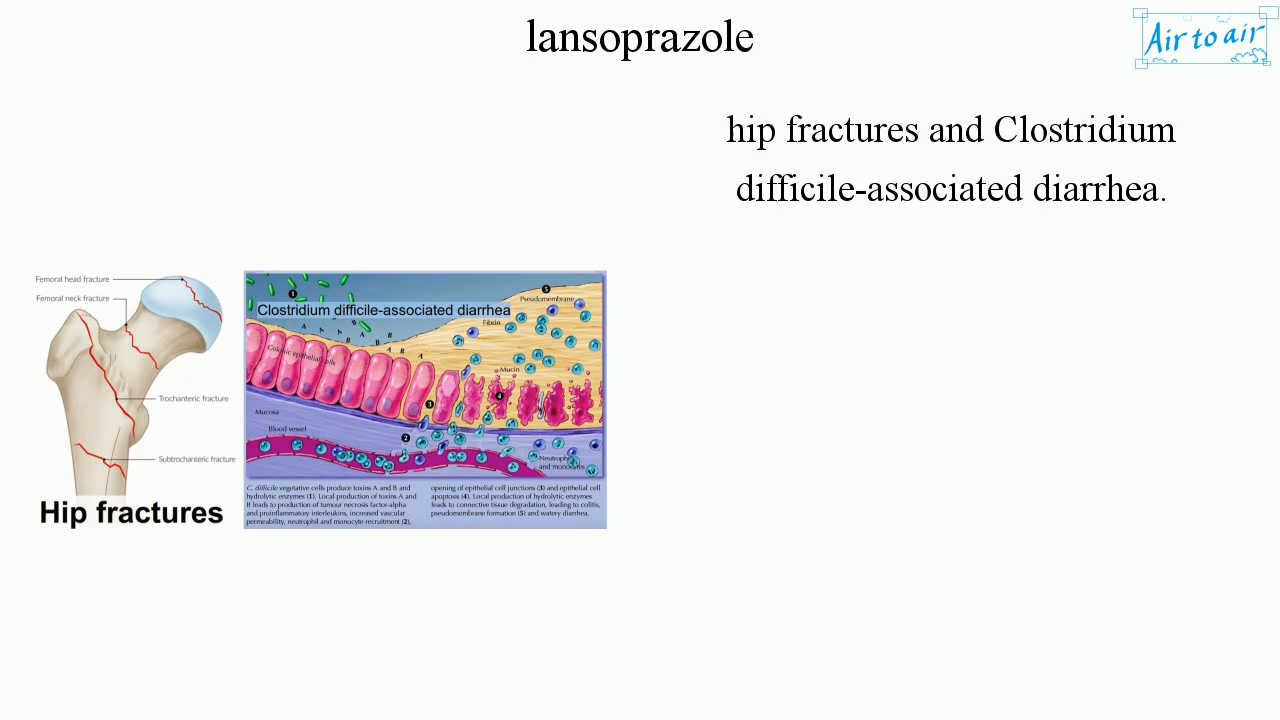 lansoprazole
Air to air
hip fractures and Clostridium
difficile-associated diarrhea.
Femoral head fracture
Femoral neck fracture
Trochanteric fracture
Subtrochanteric fracture
Hip fractures
1
5
Pseudomembrane
Clostridium difficile-associated diarrhea
Fibrin
A A A B
B A B
B A B A
Colonic epithelial cells
Mucin
4
3
Mucosa
Blood vessel
2
Neutrophils
and monocytes
C. difficile vegetative cells produce toxins A and B and
hydrolytic enzymes (1). Local production of toxins A and
B leads to production of tumour necrosis factor-alpha
and proinflammatory interleukins, increased vascular
permeability, neutrophil and monocyte recruitment (2),
opening of epithelial cell junctions (3) and epithelial cell
apoptosis (4). Local production of hydrolytic enzymes
leads to connective tissue degradation, leading to colitis,
pseudomembrane formation (5) and watery diarrhea.